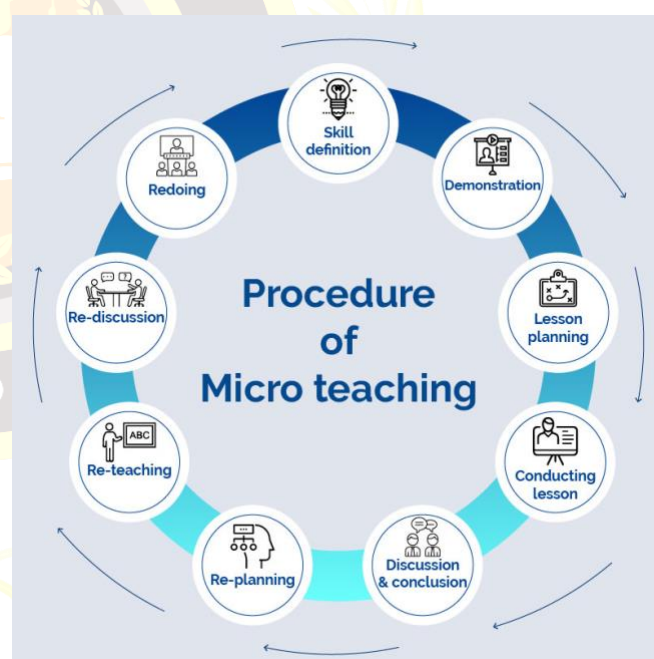 Skill
definition
Demonstration
Lesson
planning
Conducting
lesson
Discussion
& conclusion
Re-planning
Re-teaching
ABC
Re-discussion
Redoing
Procedure
of
Micro teaching